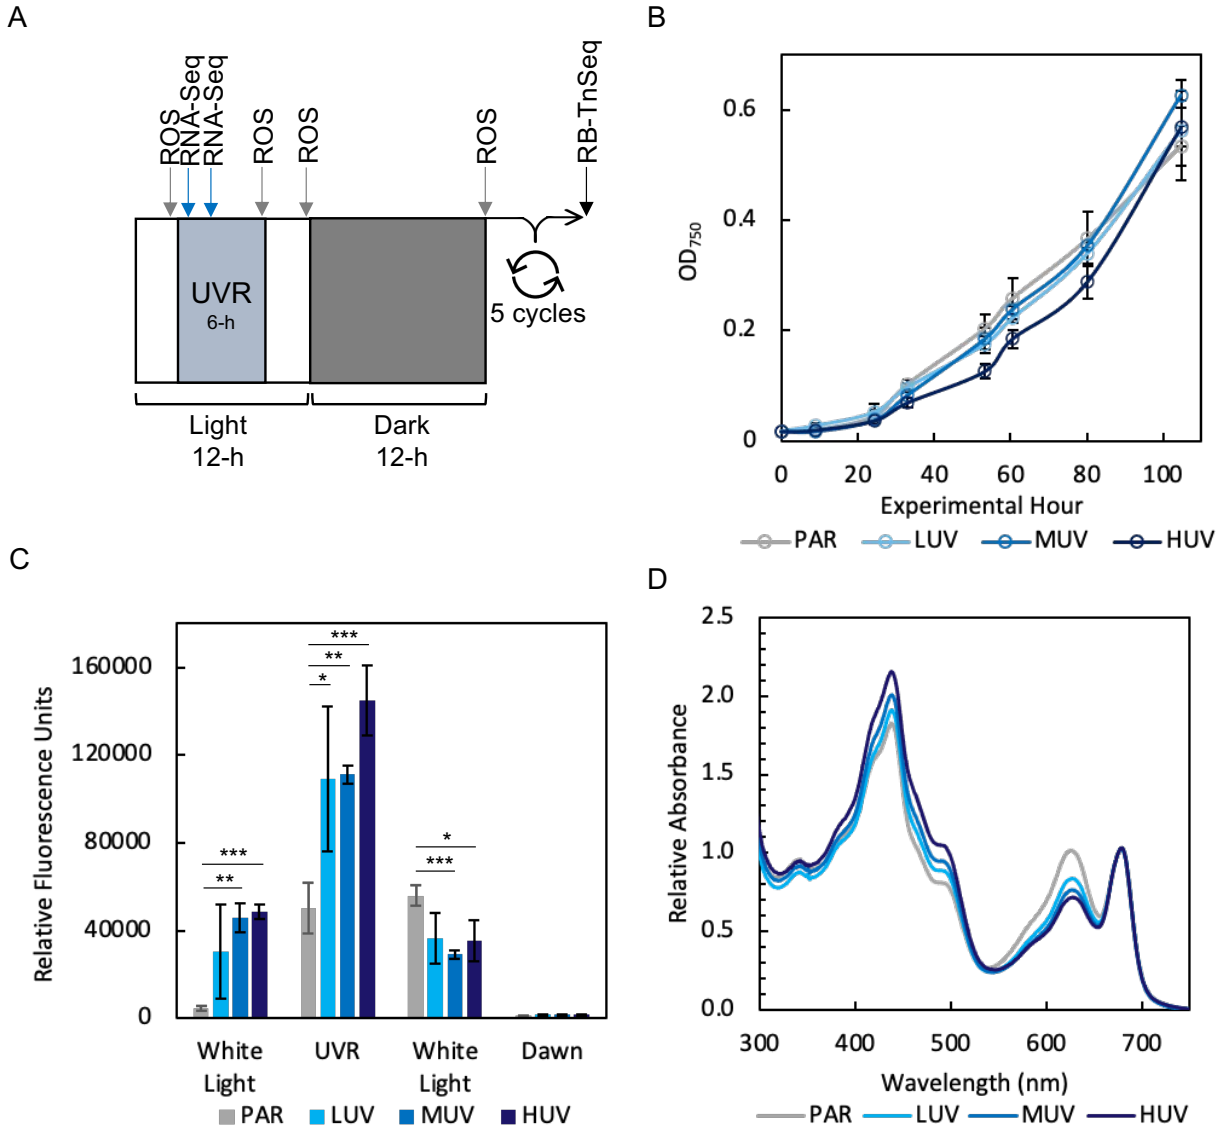 A
ROS
RNA-Seq
RNA-Seq
ROS
ROS
ROS
RB-TnSeq
UVR
6-h
5 cycles
Light
12-h
Dark
12-h
B
OD750
0.6
0.4
0.2
0
0 20 40 60 80 100
Experimental Hour
PAR LUV MUV HUV
C
Relative Fluorescence Units
160000
120000
80000
40000
0
***
**
*
***
**
*
***
White Light
UVR
White Light
Dawn
PAR LUV MUV HUV
D
Relative Absorbance
2.5
2.0
1.5
1.0
0.5
0.0
300 400 500 600 700
Wavelength (nm)
PAR LUV MUV HUV